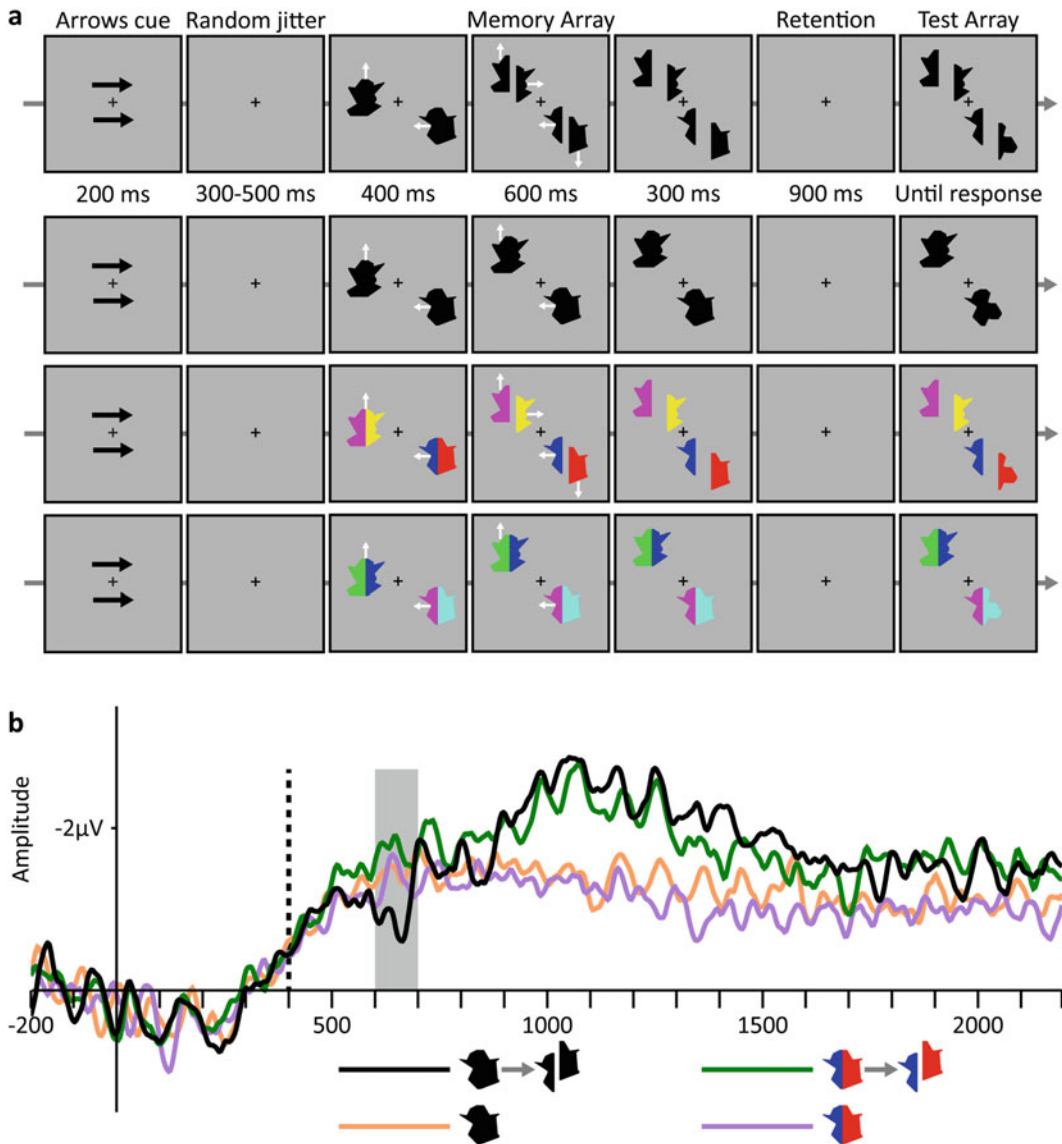 a
Arrows cue Random jitter Memory Array Retention Test Array
200 ms 300-500 ms 400 ms 600 ms 300 ms 900 ms Until response
b
Amplitude
-2µV
-200 500 1000 1500 2000